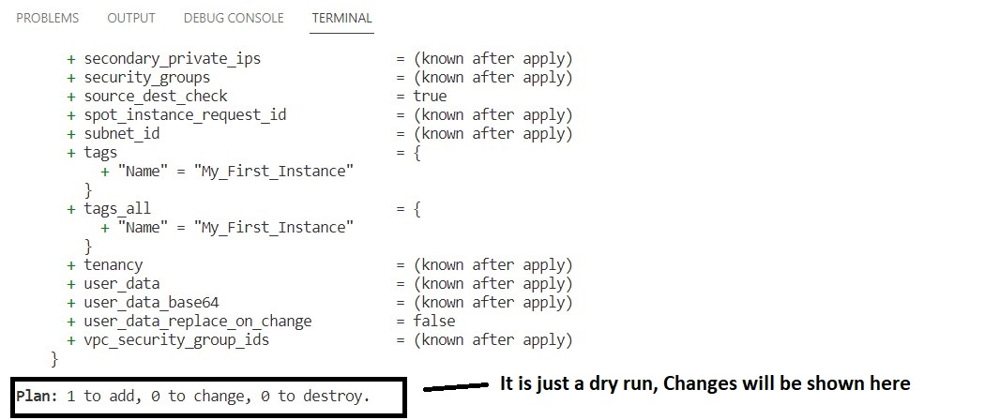 PROBLEMS OUTPUT DEBUG CONSOLE TERMINAL
+ secondary_private_ips = (known after apply)
+ security_groups = (known after apply)
+ source_dest_check = true
+ spot_instance_request_id = (known after apply)
+ subnet_id = (known after apply)
+ tags = {
+ "Name" = "My_First_Instance"
}
+ tags_all = {
+ "Name" = "My_First_Instance"
}
+ tenancy = (known after apply)
+ user_data = (known after apply)
+ user_data_base64 = (known after apply)
+ user_data_replace_on_change = false
+ vpc_security_group_ids = (known after apply)
}
Plan: 1 to add, 0 to change, 0 to destroy. It is just a dry run, Changes will be shown here